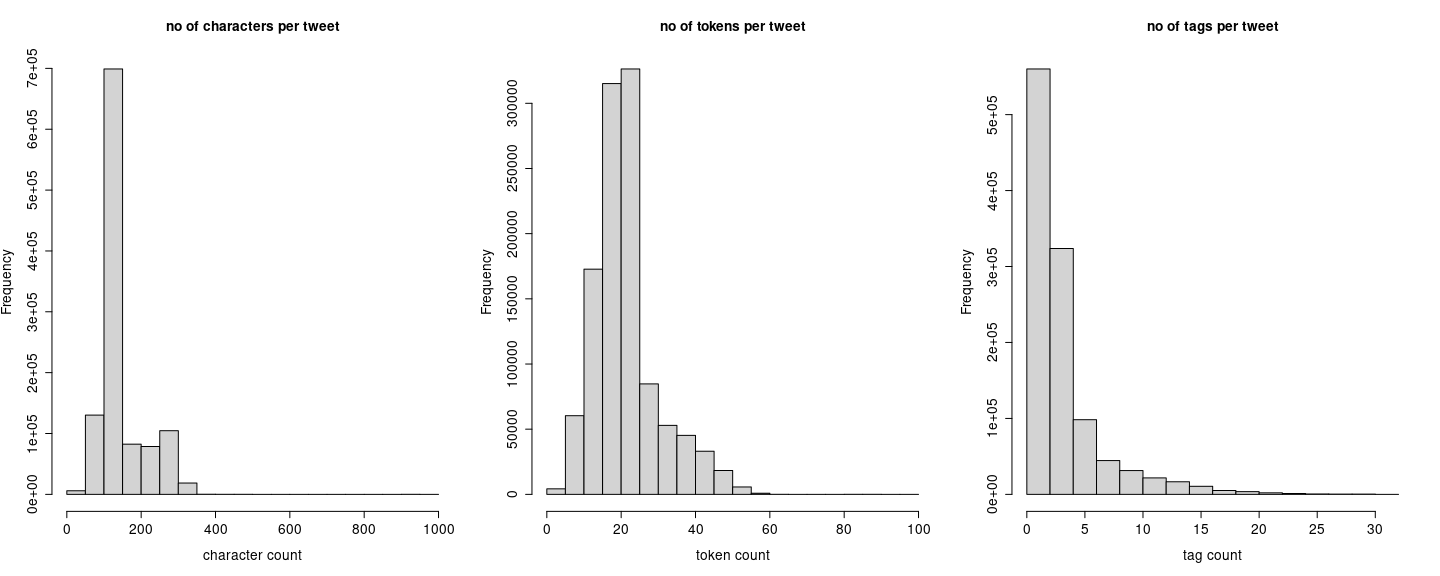 no of characters per tweet
Frequency
7e+05
6e+05
5e+05
4e+05
3e+05
2e+05
1e+05
0e+00
0 200 400 600 800 1000
character count
no of tokens per tweet
Frequency
300000
250000
200000
150000
100000
50000
0
0 20 40 60 80 100
token count
no of tags per tweet
Frequency
5e+05
4e+05
3e+05
2e+05
1e+05
0e+00
0 5 10 15 20 25 30
tag count